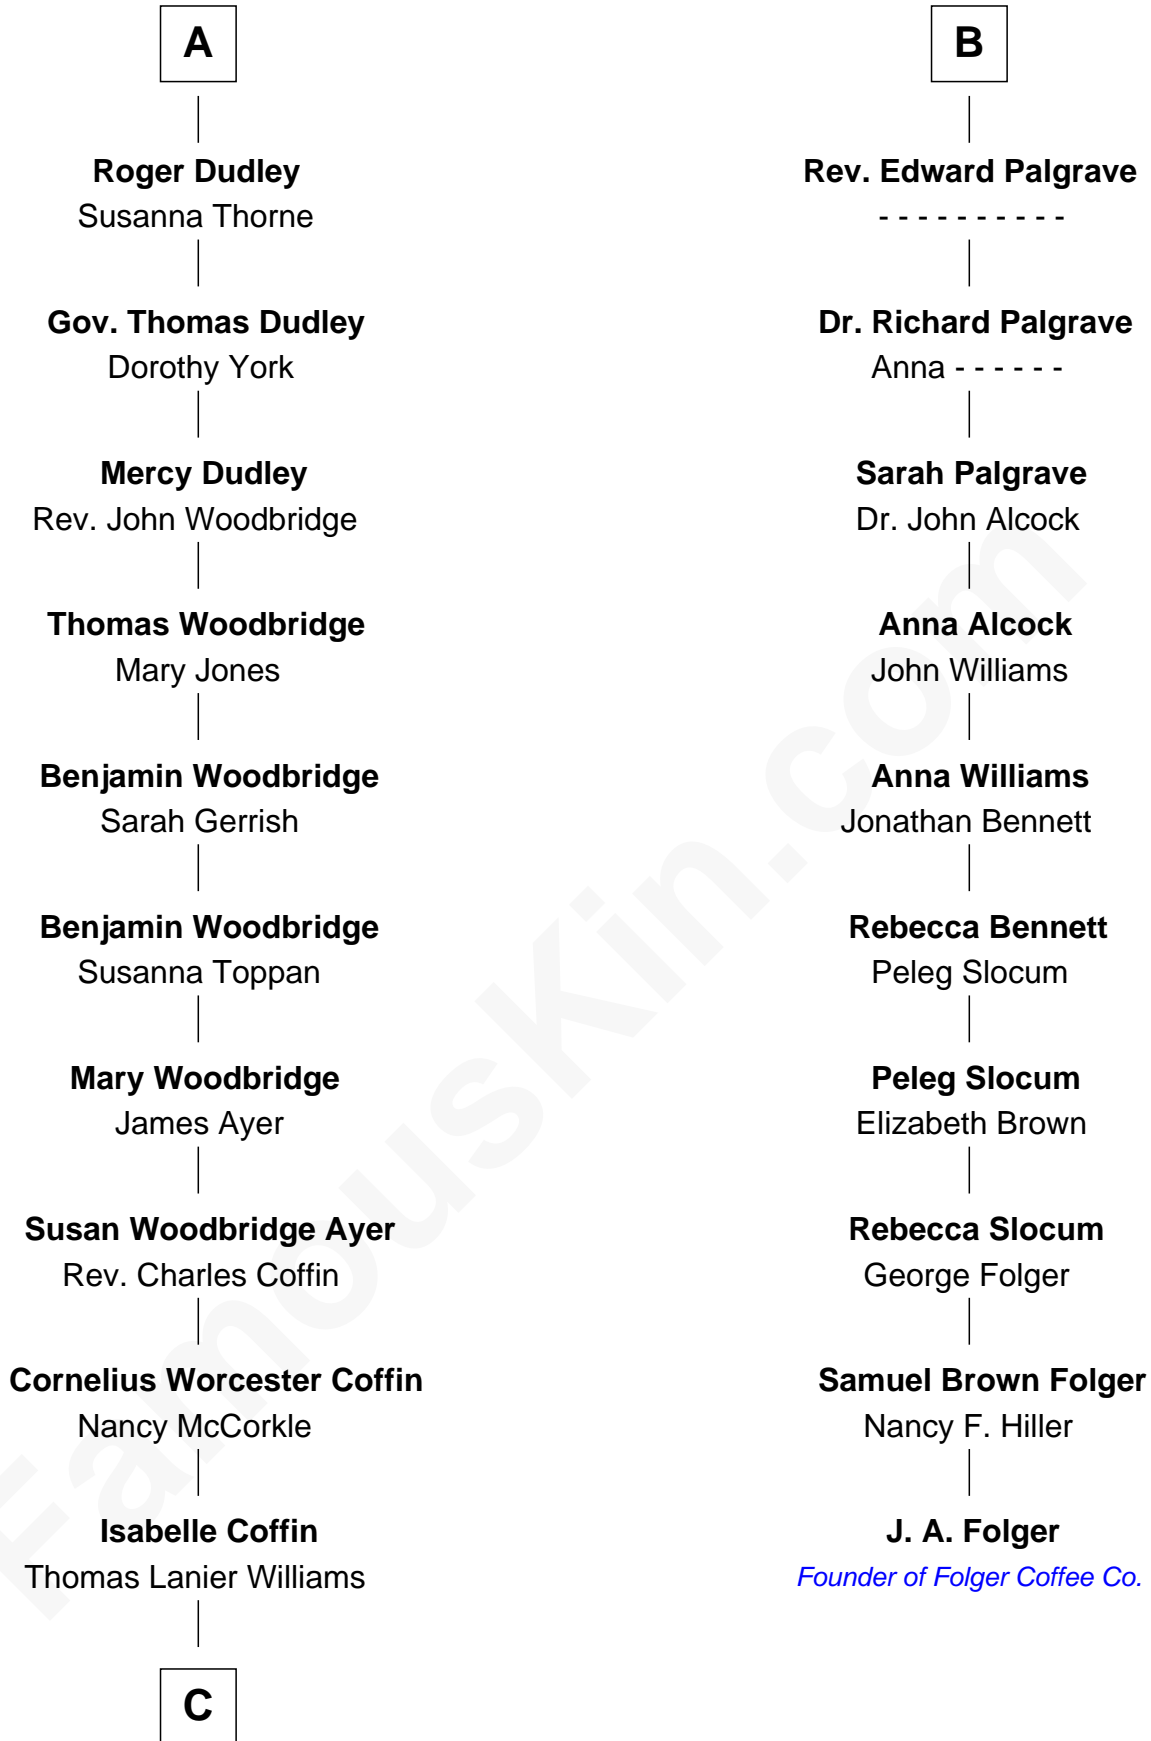 A
Roger Dudley
Susanna Thorne
Gov. Thomas Dudley
Dorothy York
Mercy Dudley
Rev. John Woodbridge
Thomas Woodbridge
Mary Jones
Benjamin Woodbridge
Sarah Gerrish
Benjamin Woodbridge
Susanna Toppan
Mary Woodbridge
James Ayer
Susan Woodbridge Ayer
Rev. Charles Coffin
Cornelius Worcester Coffin
Nancy McCorkle
Isabelle Coffin
Thomas Lanier Williams
C
B
Rev. Edward Palgrave
- - - - - - - - - -
Dr. Richard Palgrave
Anna - - - - - -
Sarah Palgrave
Dr. John Alcock
Anna Alcock
John Williams
Anna Williams
Jonathan Bennett
Rebecca Bennett
Peleg Slocum
Peleg Slocum
Elizabeth Brown
Rebecca Slocum
George Folger
Samuel Brown Folger
Nancy F. Hiller
J. A. Folger
Founder of Folger Coffee Co.
FamousKin.com